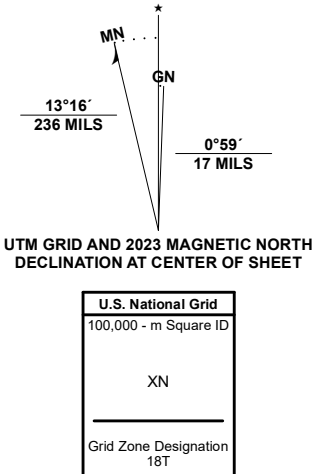 ★
MN
GN
13°16´
236 MILS
0°59´
17 MILS
UTM GRID AND 2023 MAGNETIC NORTH
DECLINATION AT CENTER OF SHEET
U.S. National Grid
100,000 - m Square ID
XN
Grid Zone Designation
18T